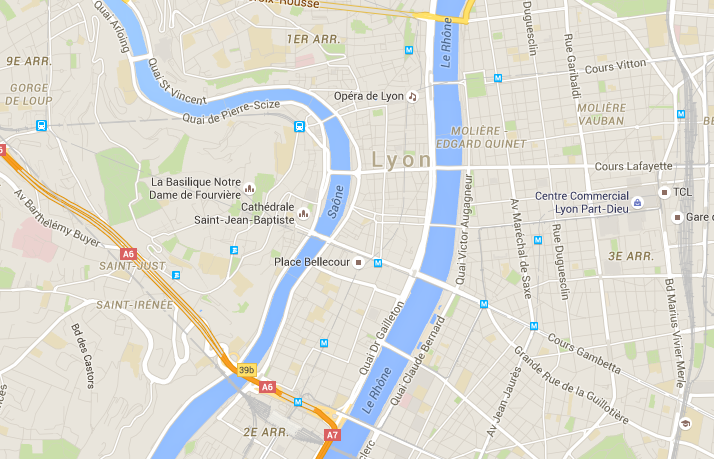 Croix-Rousse
Quai Arloing
1ER ARR.
Le Rhône
Duguesclin
Rue Garibaldi
9E ARR.
GORGE
DE LOUP
Quai St Vincent
Quai de Pierre-Scize
Opéra de Lyon
Cours Vitton
MOLIÈRE
VAUBAN
MOLIÈRE -
EDGARD QUINET
Lyon
Cours Lafayette
La Basilique Notre
Dame de Fourvière
Cathédrale
Saint-Jean-Baptiste
Saône
Centre Commercial
Lyon Part-Dieu
TCL
Gare d
Av Barthélémy Buyer
A6
SAINT-JUST
SAINT-IRÉNÉE
Place Bellecour
Quai Victor Augagneur
Av Maréchal de Saxe
Rue Duguesclin
3E ARR.
Bd Marius Vivier Merle
Bd des Castors
Quai Dr Gailleton
Quai Claude Bernard
Cours Gambetta
Grande Rue de la Guillotière
Av Jean Jaurès
39b
A6
Le Rhône
2E ARR.
A7
clerc